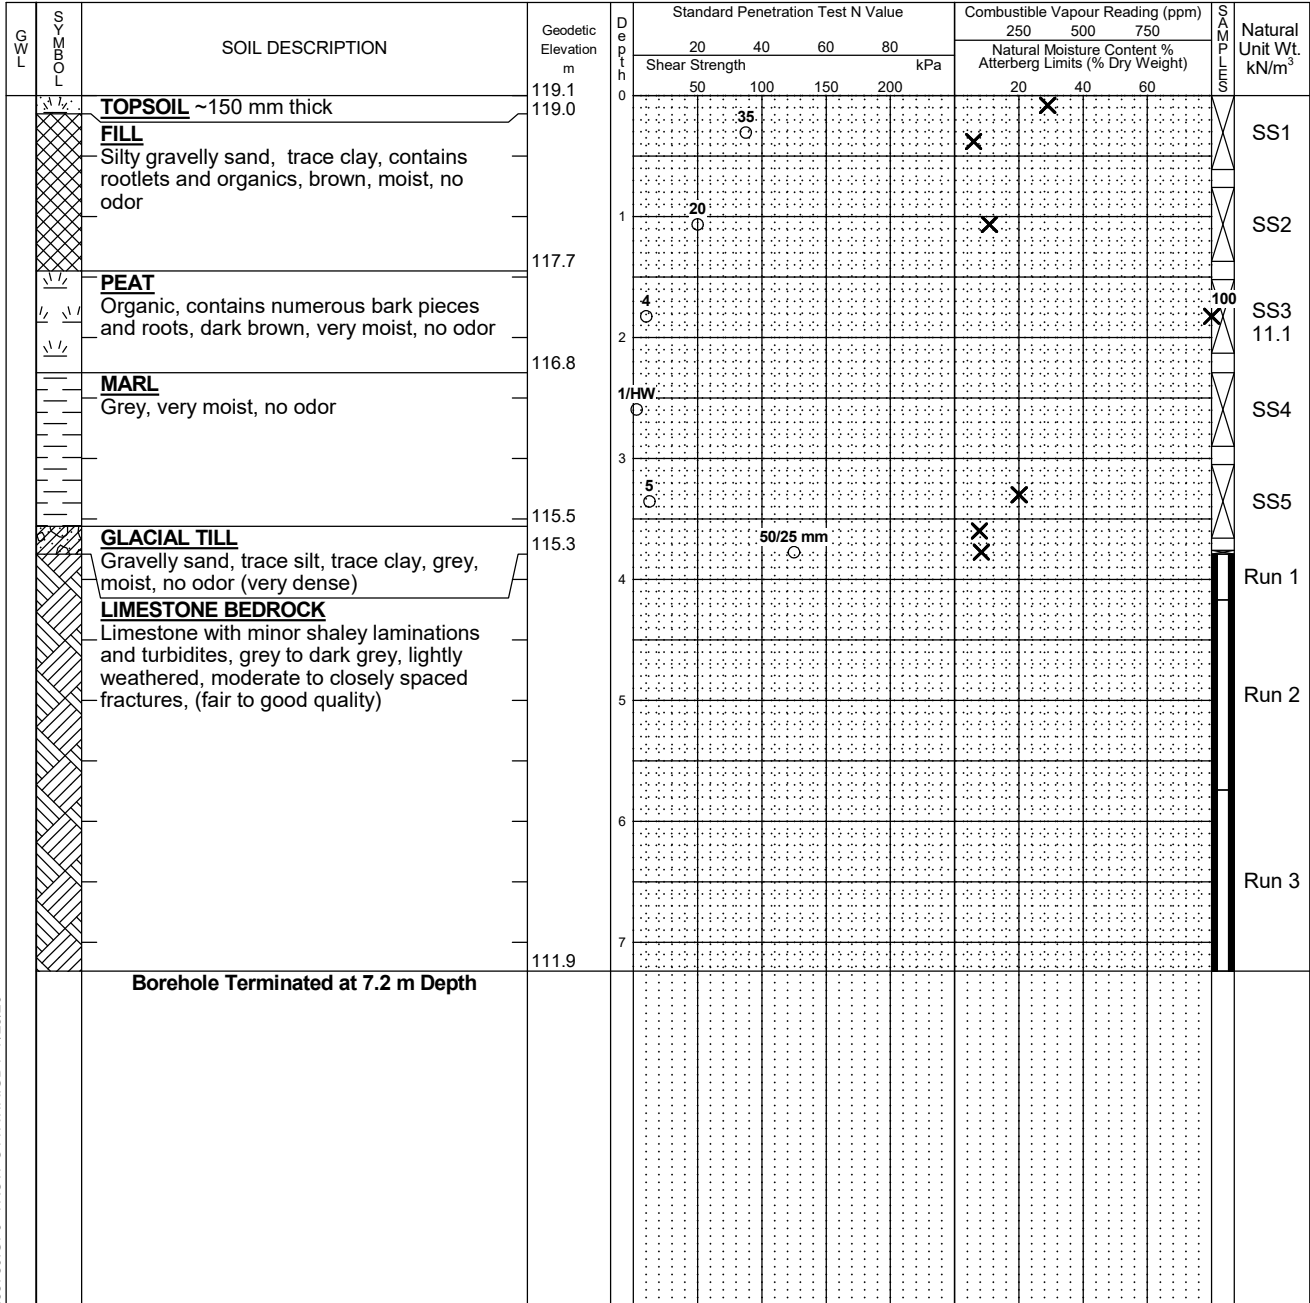 GWL
SYMBOL
SOIL DESCRIPTION
Geodetic
Elevation
m
Depth
Standard Penetration Test N Value
20 40 60 80
Shear Strength kPa
50 100 150 200
Combustible Vapour Reading (ppm)
250 500 750
Natural Moisture Content %
Atterberg Limits (% Dry Weight)
20 40 60
SAMPLES
Natural
Unit Wt.
kN/m³
119.1
0
TOPSOIL ~150 mm thick
119.0
FILL
Silty gravelly sand, trace clay, contains
rootlets and organics, brown, moist, no
odor
35
SS1
20
1
SS2
117.7
PEAT
Organic, contains numerous bark pieces
and roots, dark brown, very moist, no odor
4
100
SS3
11.1
2
116.8
MARL
Grey, very moist, no odor
1/HW
SS4
3
5
SS5
115.5
GLACIAL TILL
115.3
Gravelly sand, trace silt, trace clay, grey,
moist, no odor (very dense)
50/25 mm
4
Run 1
LIMESTONE BEDROCK
Limestone with minor shaley laminations
and turbidites, grey to dark grey, lightly
weathered, moderate to closely spaced
fractures, (fair to good quality)
5
Run 2
6
Run 3
7
111.9
Borehole Terminated at 7.2 m Depth